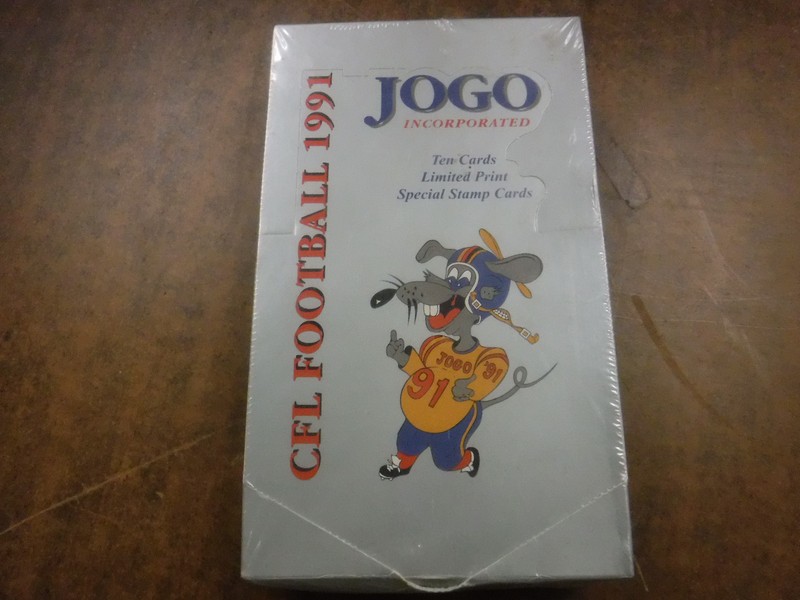 JOGO
INCORPORATED
Ten Cards
Limited Print
Special Stamp Cards
CFL FOOTBALL 1991
JOGO '91
91